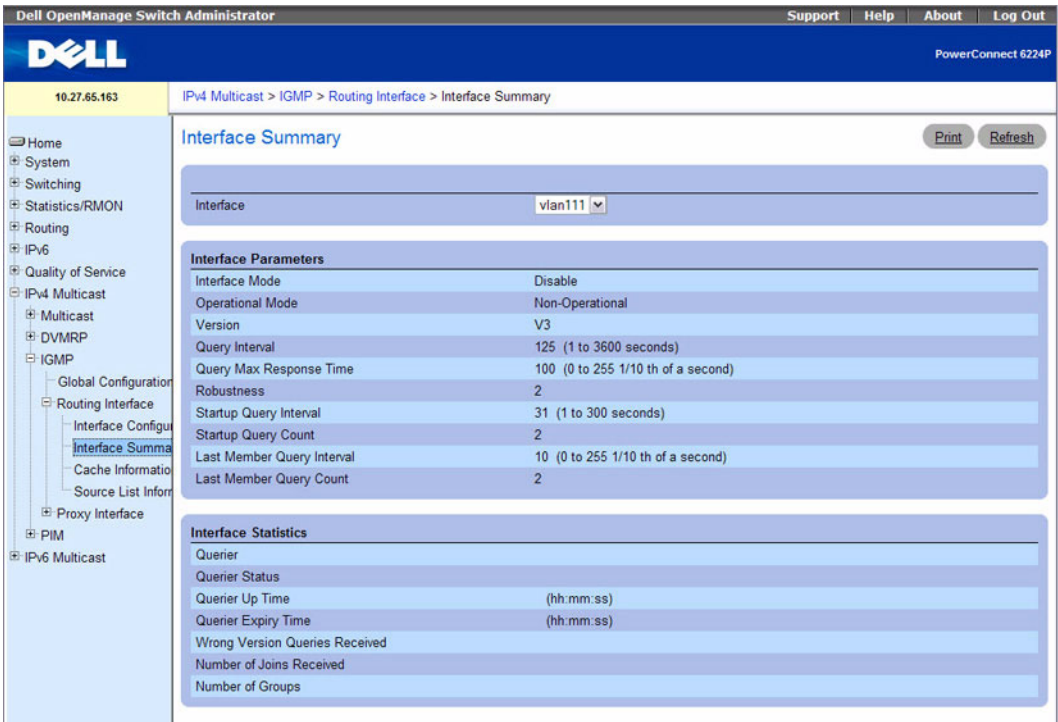 Dell OpenManage Switch Administrator
Support | Help | About | Log Out
DELL
PowerConnect 6224P
10.27.65.163
IPv4 Multicast > IGMP > Routing Interface > Interface Summary
Home
System
Switching
Statistics/RMON
Routing
IPv6
Quality of Service
IPv4 Multicast
Multicast
DVMRP
IGMP
Global Configuration
Routing Interface
Interface Configu
Interface Summa
Cache Informatio
Source List Inforr
Proxy Interface
PIM
IPv6 Multicast
Interface Summary
Print Refresh
Interface vlan111
Interface Parameters
Interface Mode Disable
Operational Mode Non-Operational
Version V3
Query Interval 125 (1 to 3600 seconds)
Query Max Response Time 100 (0 to 255 1/10 th of a second)
Robustness 2
Startup Query Interval 31 (1 to 300 seconds)
Startup Query Count 2
Last Member Query Interval 10 (0 to 255 1/10 th of a second)
Last Member Query Count 2
Interface Statistics
Querier
Querier Status
Querier Up Time (hh:mm:ss)
Querier Expiry Time (hh:mm:ss)
Wrong Version Queries Received
Number of Joins Received
Number of Groups